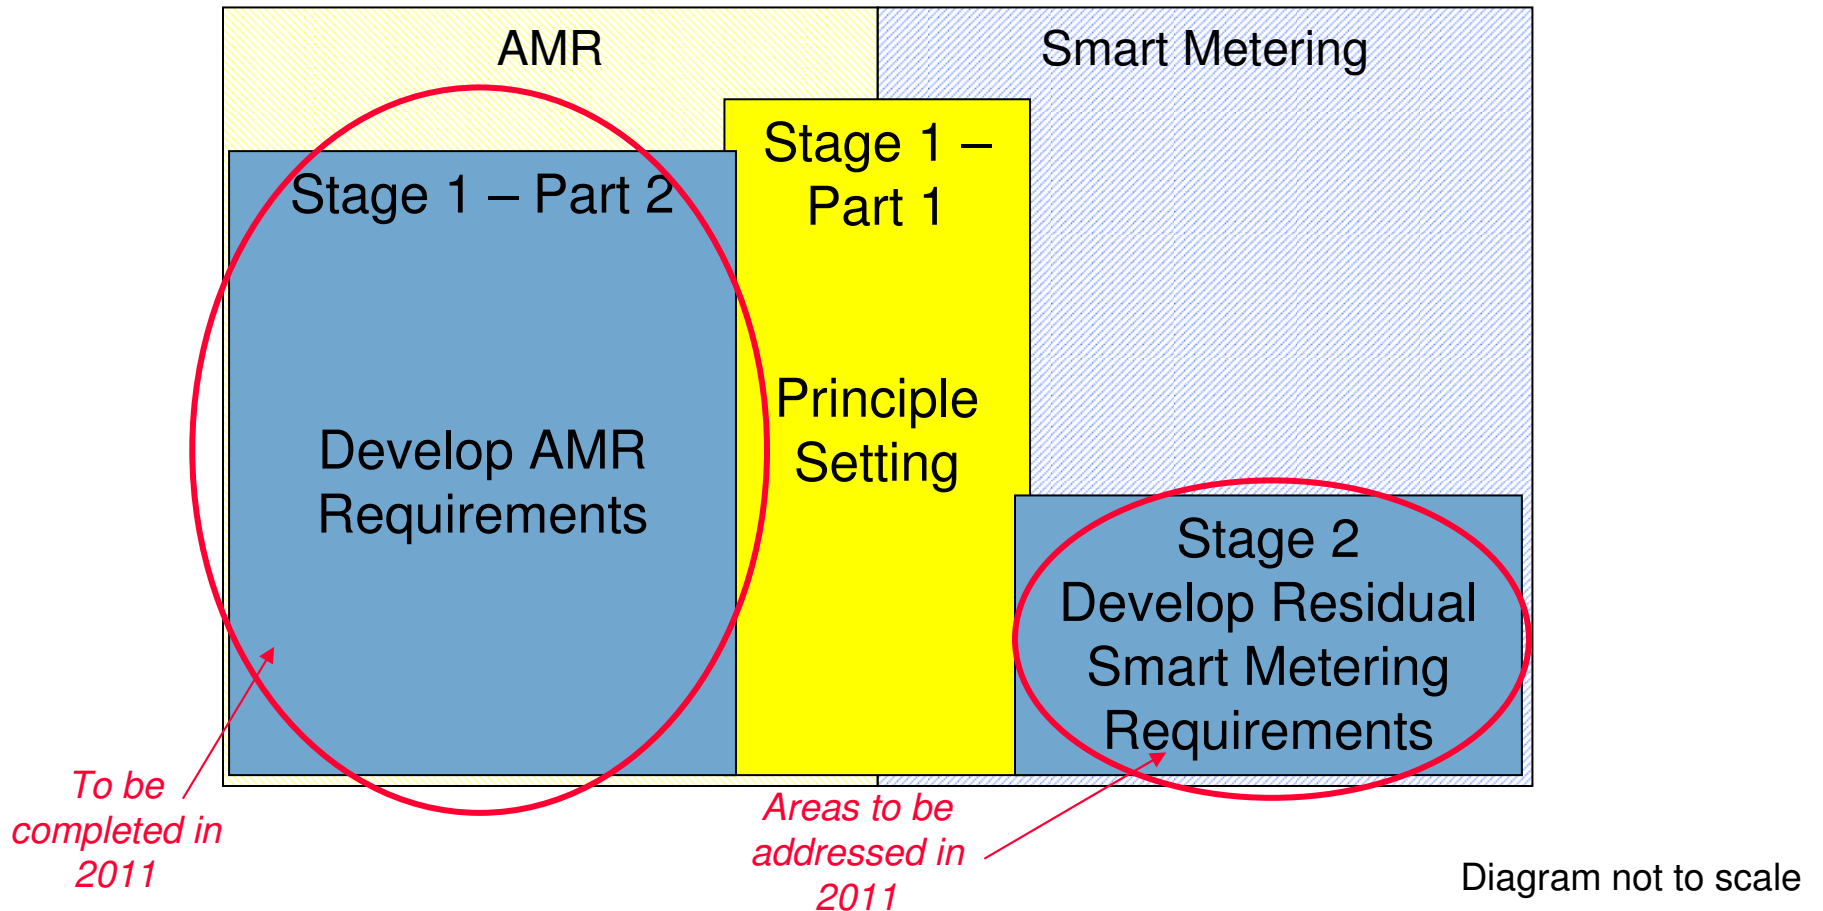 AMR
Smart Metering
Stage 1 – Part 2
Develop AMR
Requirements
Stage 1 –
Part 1
Principle
Setting
Stage 2
Develop Residual
Smart Metering
Requirements
To be
completed in
2011
Areas to be
addressed in
2011
Diagram not to scale